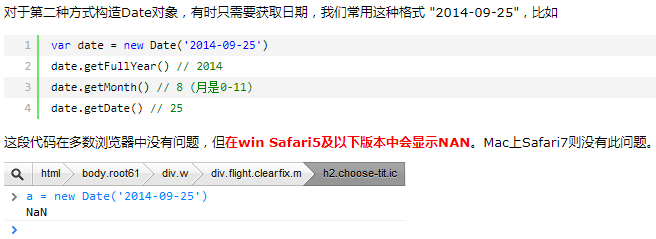 对于第二种方式构造Date对象，有时只需要获取日期，我们常用这种格式 "2014-09-25"，比如
1 var date = new Date('2014-09-25')
2 date.getFullYear() // 2014
3 date.getMonth() // 8 (月是0-11)
4 date.getDate() // 25
这段代码在多数浏览器中没有问题，但在win Safari5及以下版本中会显示NAN。Mac上Safari7则没有此问题。
html body.root61 div.w div.flight.clearfix.m h2.choose-tit.ic
> a = new Date('2014-09-25')
NaN
>